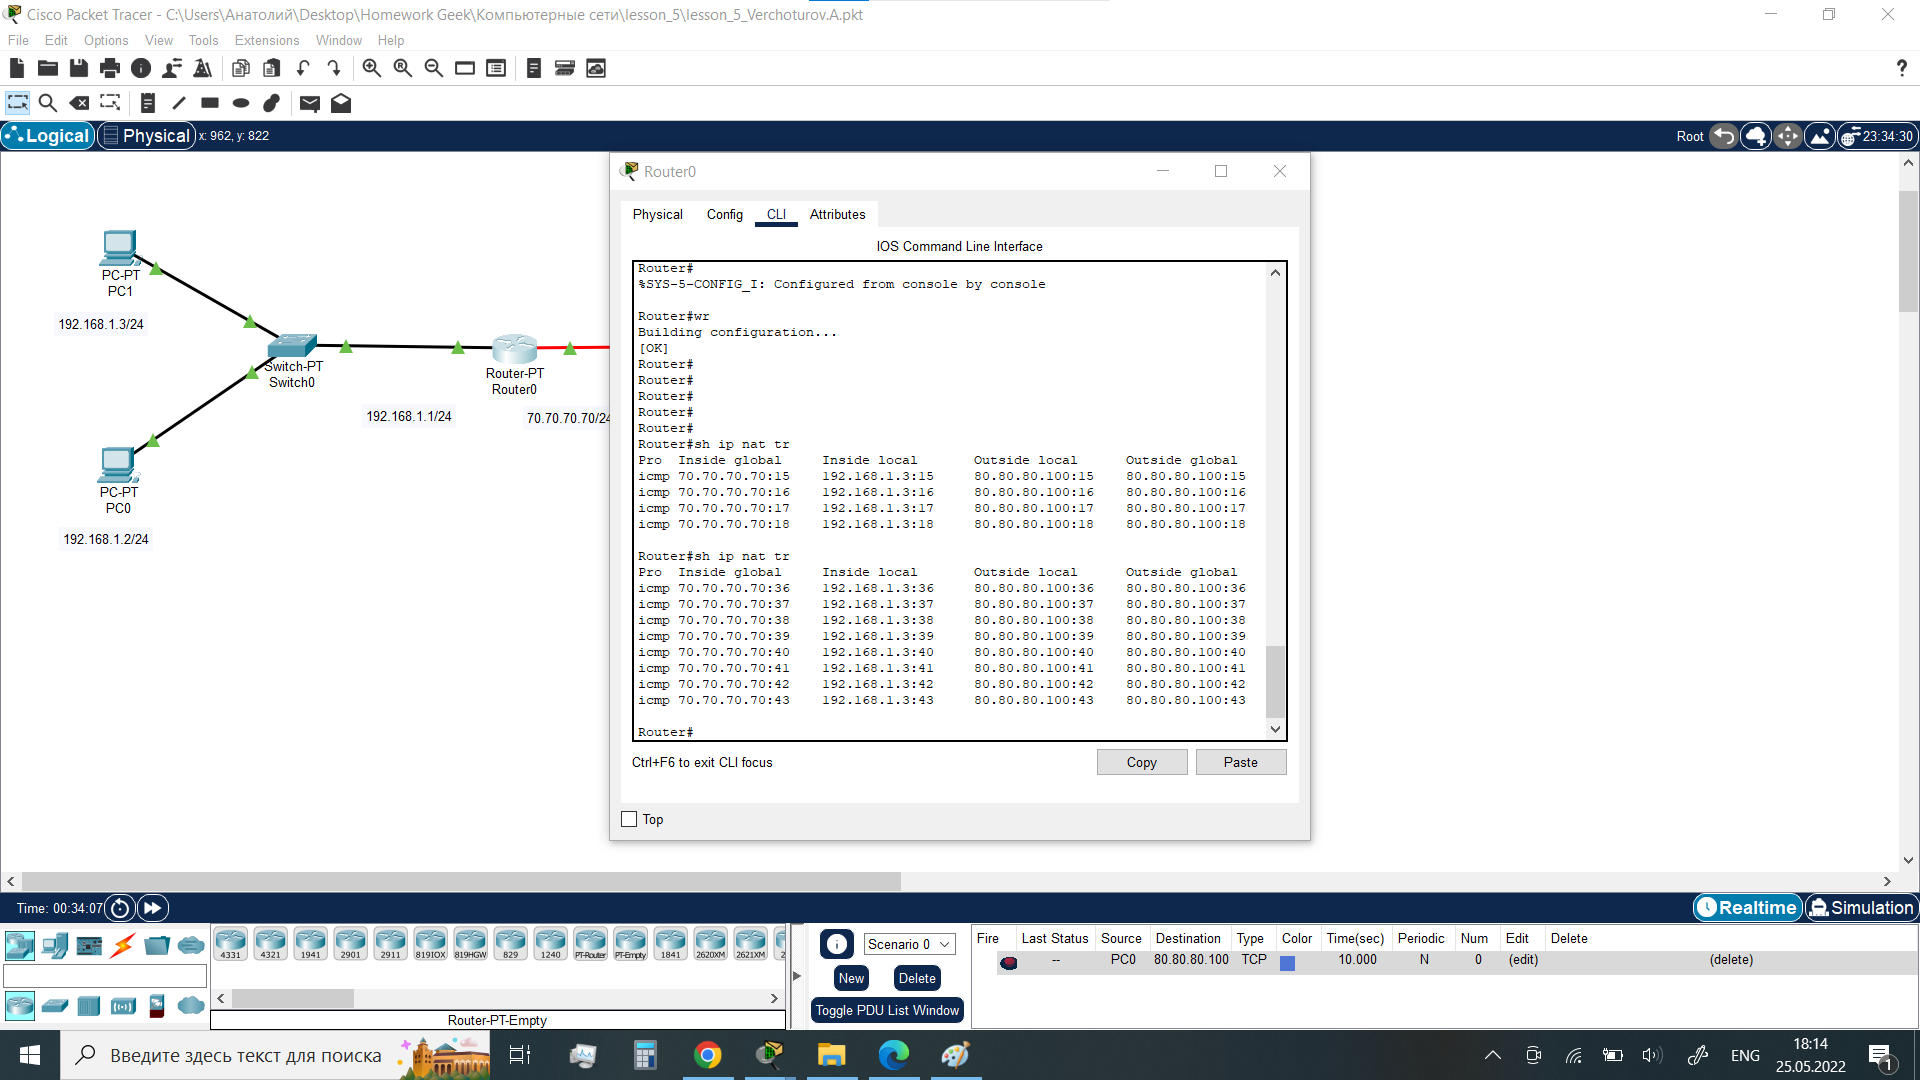 Cisco Packet Tracer - C:\Users\Анатолий\Desktop\Homework Geek\Компьютерные сети\lesson_5\lesson_5_Verchoturov.A.pkt
File Edit Options View Tools Extensions Window Help
?
Logical Physical x: 962, y: 822 Root 23:34:30
PC-PT
PC1
192.168.1.3/24
Switch-PT
Switch0
Router-PT
Router0
192.168.1.1/24
70.70.70.70/24
PC-PT
PC0
192.168.1.2/24
Router0
Physical Config CLI Attributes
IOS Command Line Interface
Router#
%SYS-5-CONFIG_I: Configured from console by console
Router#wr
Building configuration...
[OK]
Router#
Router#
Router#
Router#
Router#
Router#sh ip nat tr
Pro Inside global Inside local Outside local Outside global
icmp 70.70.70.70:15 192.168.1.3:15 80.80.80.100:15 80.80.80.100:15
icmp 70.70.70.70:16 192.168.1.3:16 80.80.80.100:16 80.80.80.100:16
icmp 70.70.70.70:17 192.168.1.3:17 80.80.80.100:17 80.80.80.100:17
icmp 70.70.70.70:18 192.168.1.3:18 80.80.80.100:18 80.80.80.100:18
Router#sh ip nat tr
Pro Inside global Inside local Outside local Outside global
icmp 70.70.70.70:36 192.168.1.3:36 80.80.80.100:36 80.80.80.100:36
icmp 70.70.70.70:37 192.168.1.3:37 80.80.80.100:37 80.80.80.100:37
icmp 70.70.70.70:38 192.168.1.3:38 80.80.80.100:38 80.80.80.100:38
icmp 70.70.70.70:39 192.168.1.3:39 80.80.80.100:39 80.80.80.100:39
icmp 70.70.70.70:40 192.168.1.3:40 80.80.80.100:40 80.80.80.100:40
icmp 70.70.70.70:41 192.168.1.3:41 80.80.80.100:41 80.80.80.100:41
icmp 70.70.70.70:42 192.168.1.3:42 80.80.80.100:42 80.80.80.100:42
icmp 70.70.70.70:43 192.168.1.3:43 80.80.80.100:43 80.80.80.100:43
Router#
Ctrl+F6 to exit CLI focus Copy Paste
Top
Time: 00:34:07 Realtime Simulation
4331 4321 1941 2901 2911 819IOX 819HGW 829 1240 PT-Router PT-Empty 1841 2620XM 2621XM 2
Router-PT-Empty
Scenario 0
New Delete
Toggle PDU List Window
Fire Last Status Source Destination Type Color Time(sec) Periodic Num Edit Delete
-- PC0 80.80.80.100 TCP 10.000 N 0 (edit) (delete)
Введите здесь текст для поиска
ENG
18:14
25.05.2022
1